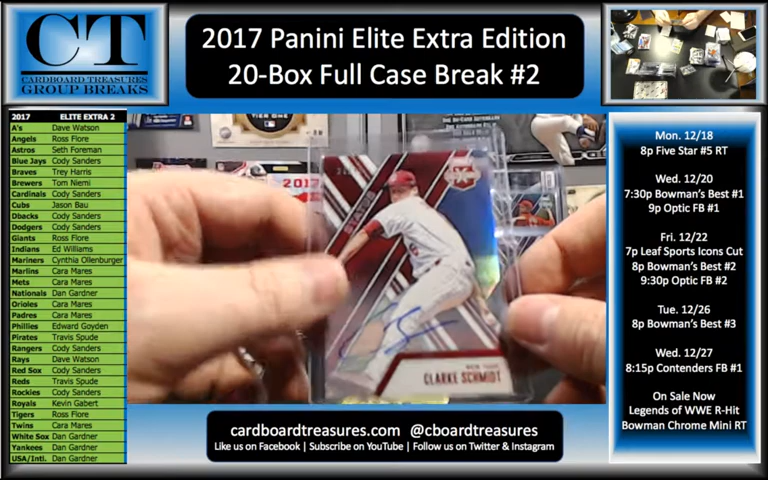 CT
CARDBOARD TREASURES
GROUP BREAKS
2017 Panini Elite Extra Edition
20-Box Full Case Break #2
2017 ELITE EXTRA 2
A's Dave Watson
Angels Ross Flore
Astros Seth Foreman
Blue Jays Cody Sanders
Braves Trey Harris
Brewers Tom Niemi
Cardinals Cody Sanders
Cubs Jason Bau
Dbacks Cody Sanders
Dodgers Cody Sanders
Giants Ross Flore
Indians Ed Williams
Mariners Cynthia Ollenburger
Marlins Cara Mares
Mets Cara Mares
Nationals Dan Gardner
Orioles Cara Mares
Padres Cara Mares
Phillies Edward Goyden
Pirates Travis Spude
Rangers Cody Sanders
Rays Dave Watson
Red Sox Cody Sanders
Reds Travis Spude
Rockies Cody Sanders
Royals Kevin Gabert
Tigers Ross Flore
Twins Cara Mares
White Sox Dan Gardner
Yankees Dan Gardner
USA/Intl. Dan Gardner
TIER ONE
2017
STATUS
CLARKE SCHMIDT
Mon. 12/18
8p Five Star #5 RT
Wed. 12/20
7:30p Bowman's Best #1
9p Optic FB #1
Fri. 12/22
7p Leaf Sports Icons Cut
8p Bowman's Best #2
9:30p Optic FB #2
Tue. 12/26
8p Bowman's Best #3
Wed. 12/27
8:15p Contenders FB #1
On Sale Now
Legends of WWE R-Hit
Bowman Chrome Mini RT
cardboardtreasures.com @cboardtreasures
Like us on Facebook | Subscribe on YouTube | Follow us on Twitter & Instagram